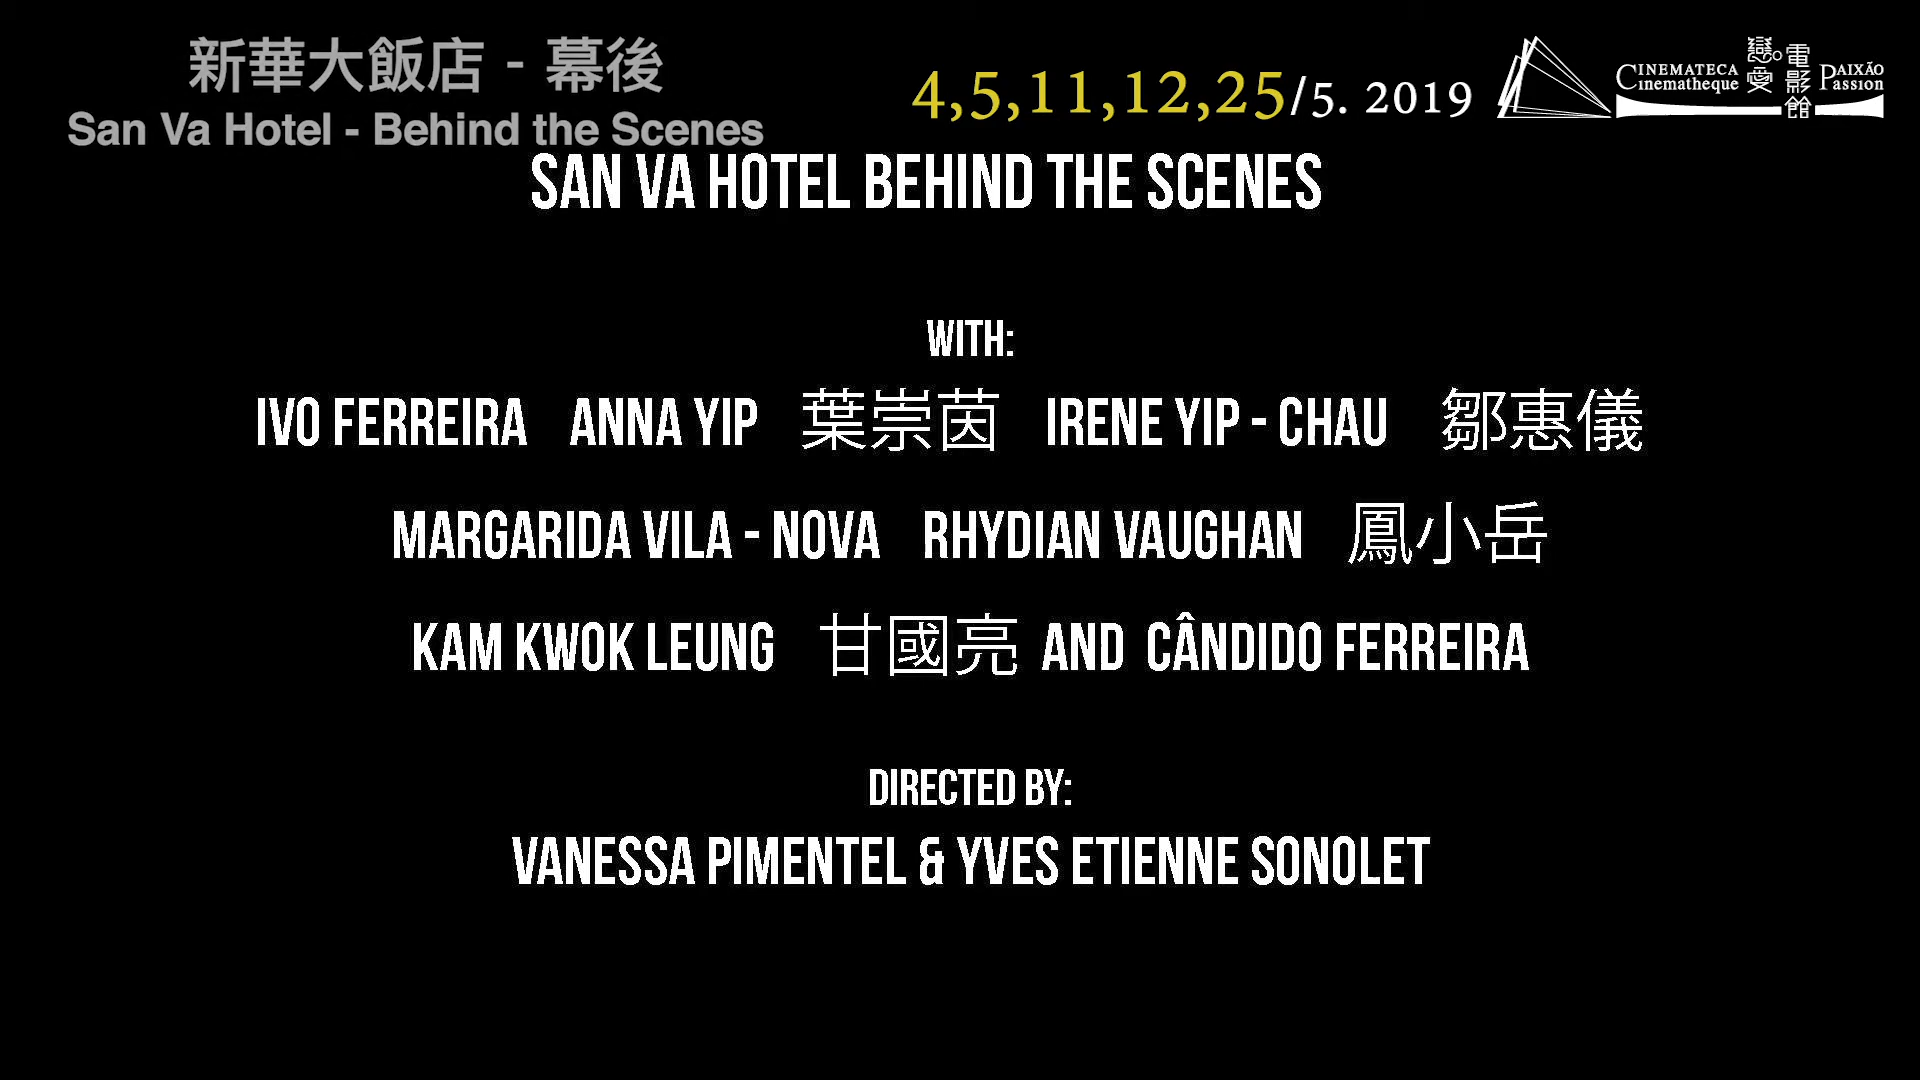 新華大飯店 - 幕後
San Va Hotel - Behind the Scenes
4,5,11,12,25/5. 2019
CINEMATECA
Cinematheque
戀愛
電影館
PAIXÃO
Passion
SAN VA HOTEL BEHIND THE SCENES
WITH:
IVO FERREIRA ANNA YIP 葉崇茵 IRENE YIP - CHAU 鄒惠儀
MARGARIDA VILA - NOVA RHYDIAN VAUGHAN 鳳小岳
KAM KWOK LEUNG 甘國亮 AND CÂNDIDO FERREIRA
DIRECTED BY:
VANESSA PIMENTEL & YVES ETIENNE SONOLET